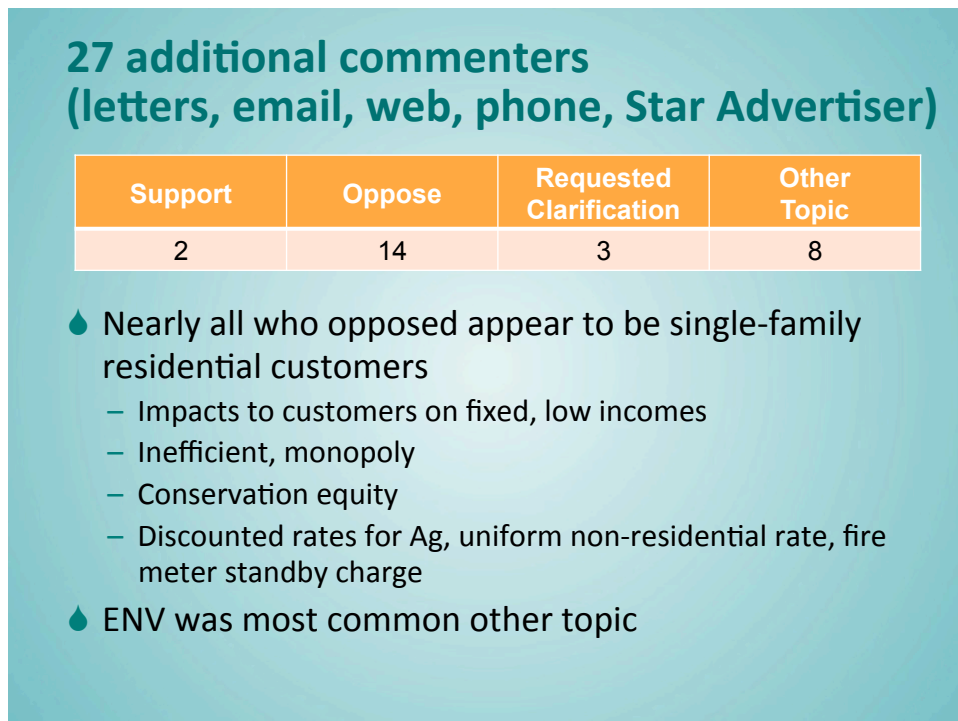 27 additional commenters
(letters, email, web, phone, Star Advertiser)
Support Oppose Requested Clarification Other Topic
2 14 3 8
Nearly all who opposed appear to be single-family
residential customers
– Impacts to customers on fixed, low incomes
– Inefficient, monopoly
– Conservation equity
– Discounted rates for Ag, uniform non-residential rate, fire
meter standby charge
ENV was most common other topic